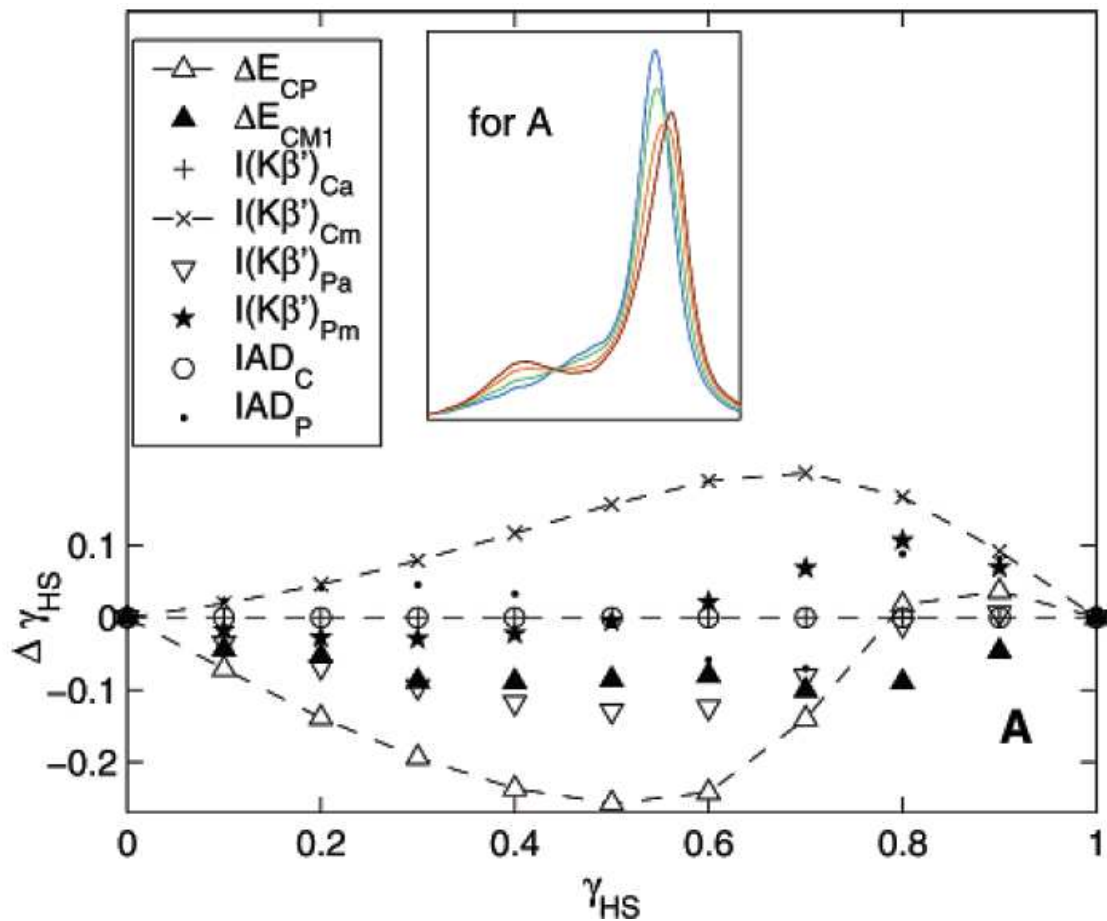 ΔE_CP
ΔE_CM1
I(Kβ')_Ca
I(Kβ')_Cm
I(Kβ')_Pa
I(Kβ')_Pm
IAD_C
IAD_P
for A
0.1
0
−0.1
−0.2
Δ γ_HS
A
0 0.2 0.4 0.6 0.8 1
γ_HS